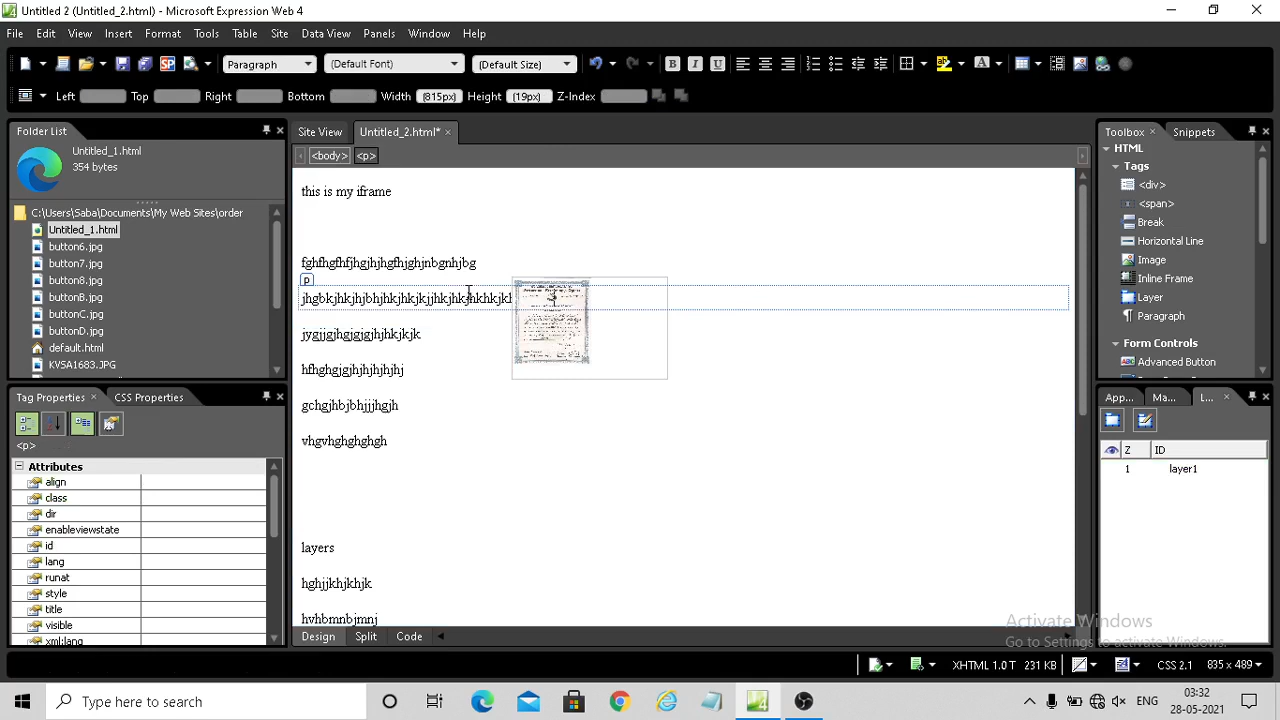 Untitled 2 (Untitled_2.html) - Microsoft Expression Web 4
File Edit View Insert Format Tools Table Site Data View Panels Window Help
Paragraph (Default Font) (Default Size)
Left Top Right Bottom Width (815px) Height (19px) Z-Index
Folder List
Untitled_1.html
354 bytes
C:\Users\Saba\Documents\My Web Sites\order
Untitled_1.html
button6.jpg
button7.jpg
button8.jpg
buttonB.jpg
buttonC.jpg
buttonD.jpg
default.html
KVSA1683.JPG
Tag Properties CSS Properties
<p>
Attributes
align
class
dir
enableviewstate
id
lang
runat
style
title
visible
xml:lang
Site View Untitled_2.html*
<body> <p>
this is my iframe
p
jygjjgjhgjgjgjhjhkjkjk
hfhghgjgjhjhjhjhj
gchgjhbjbhjjjhgjh
vhgvhghghghgh
layers
hghjjkhjkhjk
hvhbmnbjmnj
Design Split Code
Toolbox Snippets
HTML
Tags
<div>
<span>
Break
Horizontal Line
Image
Inline Frame
Layer
Paragraph
Form Controls
Advanced Button
App... Ma... L...
Z ID
1 layer1
Activate Windows
Go to Settings to activate Windows.
XHTML 1.0 T 231 KB CSS 2.1 835 × 489
Type here to search
ENG
03:32
28-05-2021